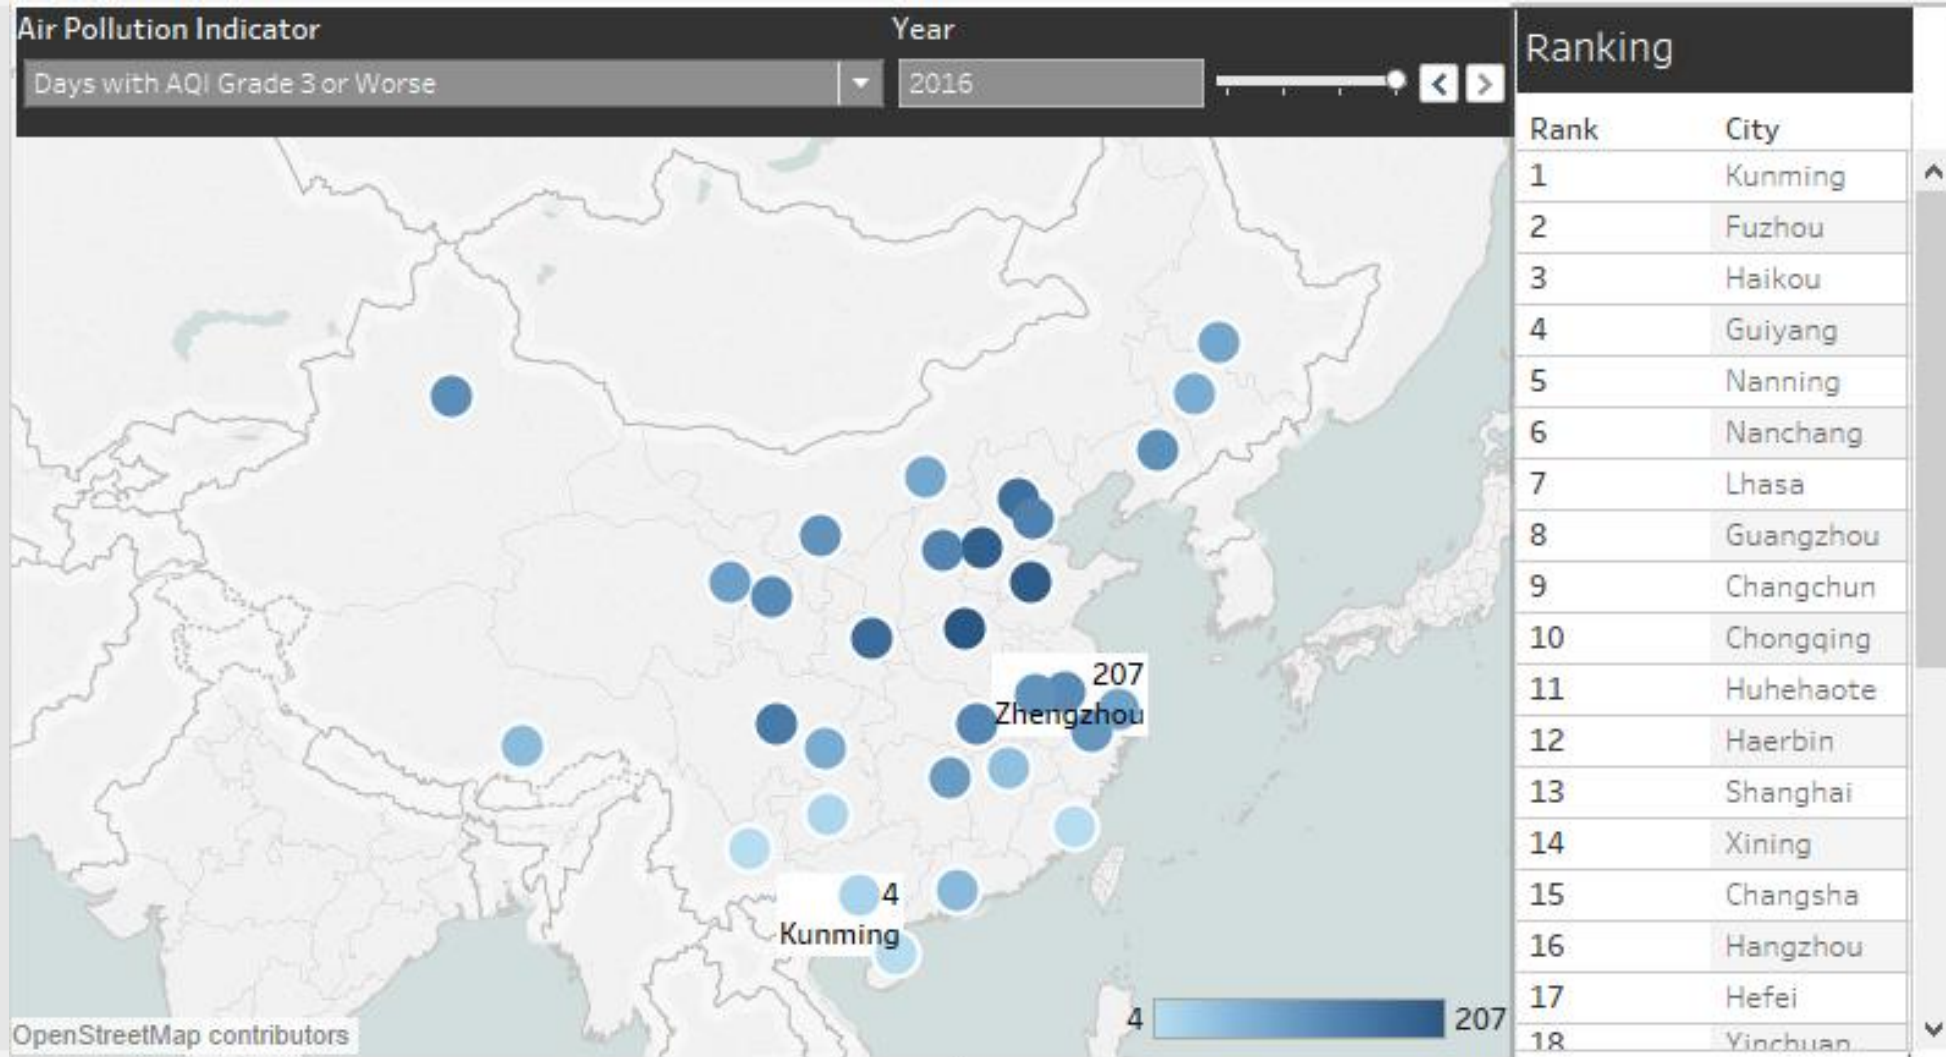 Air Pollution Indicator
Days with AQI Grade 3 or Worse
Year
2016
207
Zhengzhou
4
Kunming
4
207
OpenStreetMap contributors
Ranking
Rank City
1 Kunming
2 Fuzhou
3 Haikou
4 Guiyang
5 Nanning
6 Nanchang
7 Lhasa
8 Guangzhou
9 Changchun
10 Chongqing
11 Huhehaote
12 Haerbin
13 Shanghai
14 Xining
15 Changsha
16 Hangzhou
17 Hefei
18 Yinchuan